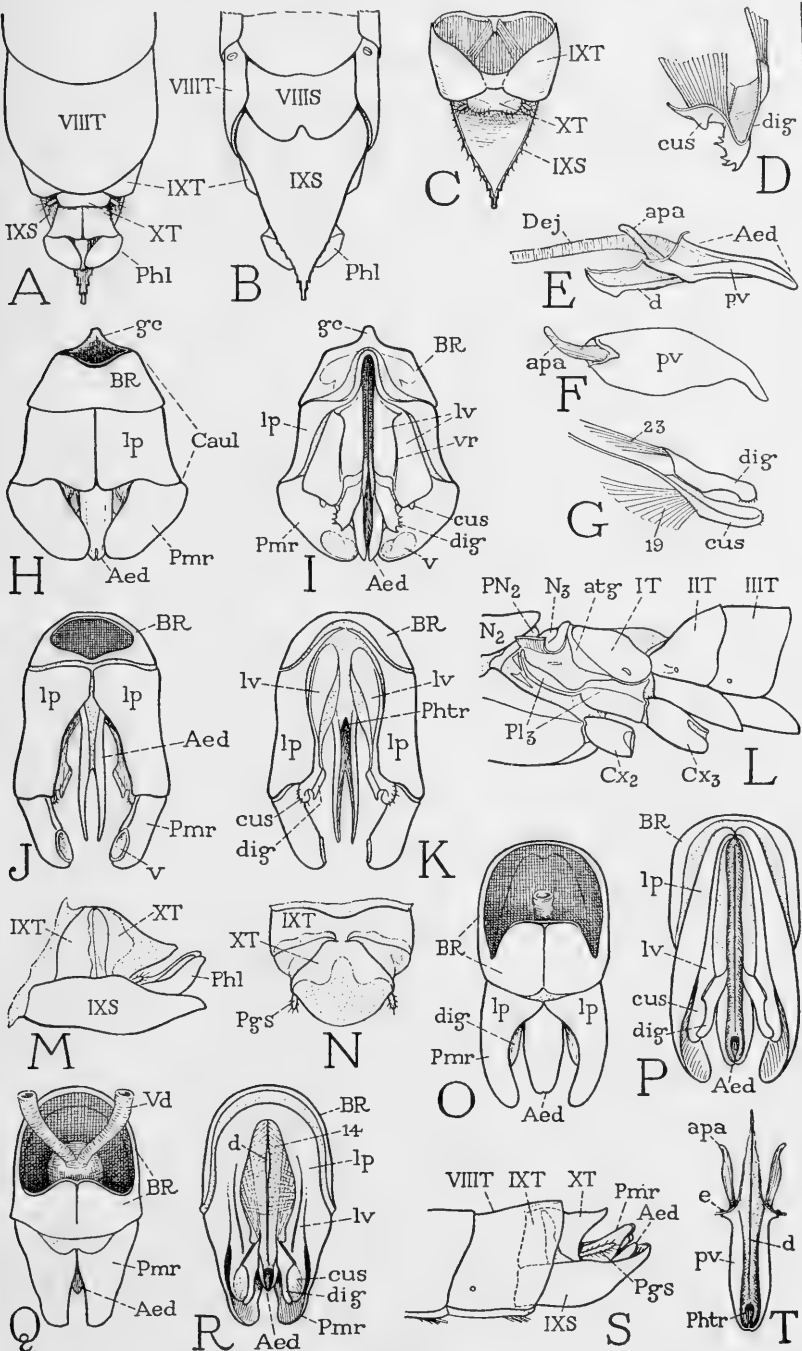 VIIIT
IXT
IXS
XT
Phl
A
VIIIT
VIIIS
IXS
Phl
B
IXT
XT
IXS
C
cus
dig
D
Dej
apa
Aed
pv
d
E
apa
pv
F
23
dig
19
cus
G
gc
BR
lp
Caul
Pmr
Aed
H
gc
BR
lp
lv
vr
cus
dig
Pmr
v
Aed
I
BR
lp
lp
Aed
Pmr
v
J
BR
lv
lv
Phtr
lp
lp
cus
dig
K
PN2
N3
atg
IT
IIT
IIIT
N2
Pl3
Cx2
Cx3
L
IXT
XT
Phl
IXS
M
IXT
XT
Pgs
N
BR
lp
lp
dig
Pmr
Aed
O
BR
lp
lv
cus
dig
Aed
P
Vd
BR
Pmr
Aed
Q
BR
14
d
lp
lv
cus
dig
Pmr
Aed
R
VIIIT
IXT
XT
Pmr
Aed
Pgs
IXS
S
apa
e
d
pv
Phtr
T